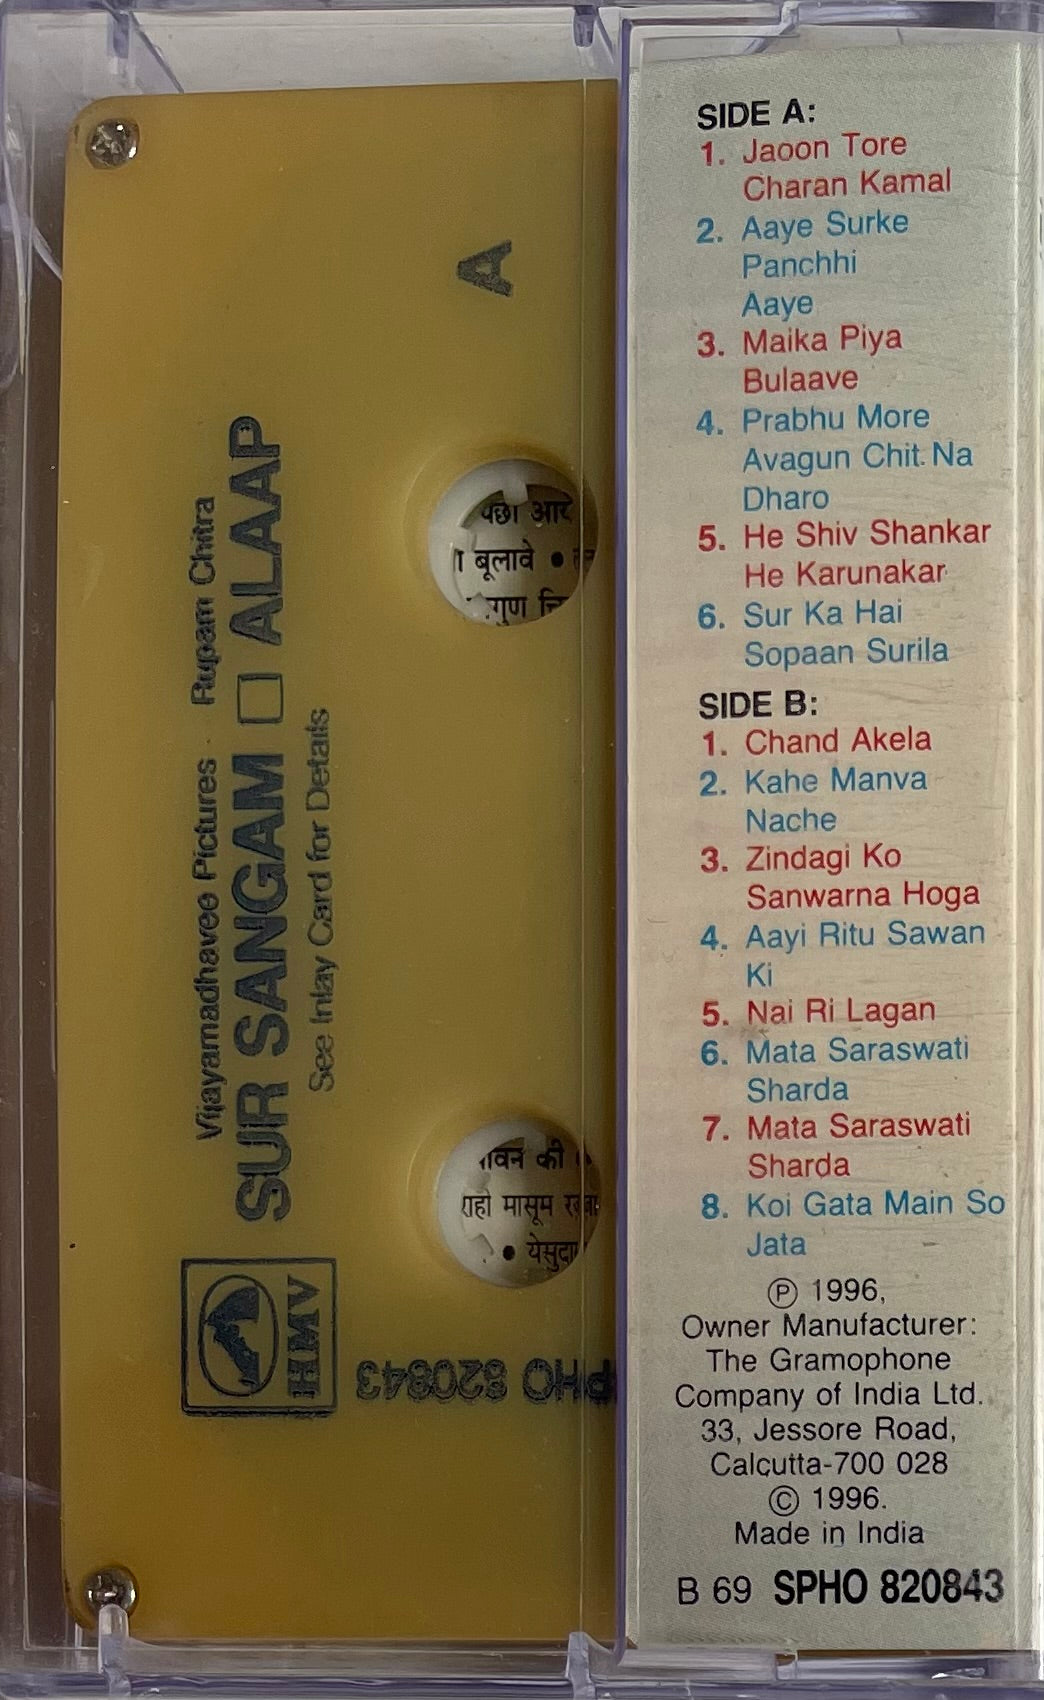 A
Vijayamadhavee Pictures · Rupam Chitra
SUR SANGAM □ ALAAP
See Inlay Card for Details
HMV
PHO 820843
आए
बूलावे •
गुण
की
मासूम
•
SIDE A:
1. Jaoon Tore
Charan Kamal
2. Aaye Surke
Panchhi
Aaye
3. Maika Piya
Bulaave
4. Prabhu More
Avagun Chit Na
Dharo
5. He Shiv Shankar
He Karunakar
6. Sur Ka Hai
Sopaan Surila
SIDE B:
1. Chand Akela
2. Kahe Manva
Nache
3. Zindagi Ko
Sanwarna Hoga
4. Aayi Ritu Sawan
Ki
5. Nai Ri Lagan
6. Mata Saraswati
Sharda
7. Mata Saraswati
Sharda
8. Koi Gata Main So
Jata
Ⓟ 1996,
Owner Manufacturer:
The Gramophone
Company of India Ltd.
33, Jessore Road,
Calcutta-700 028
© 1996.
Made in India
B 69 SPHO 820843